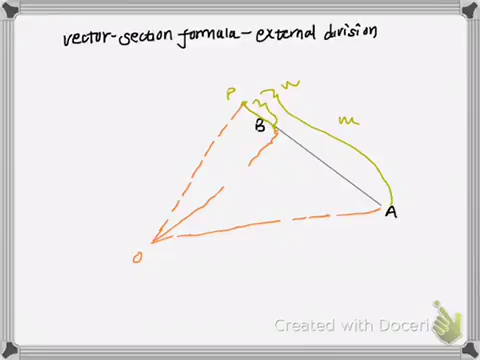 vector-section formula-external division
P
n
B
m
A
O
Created with Doceri